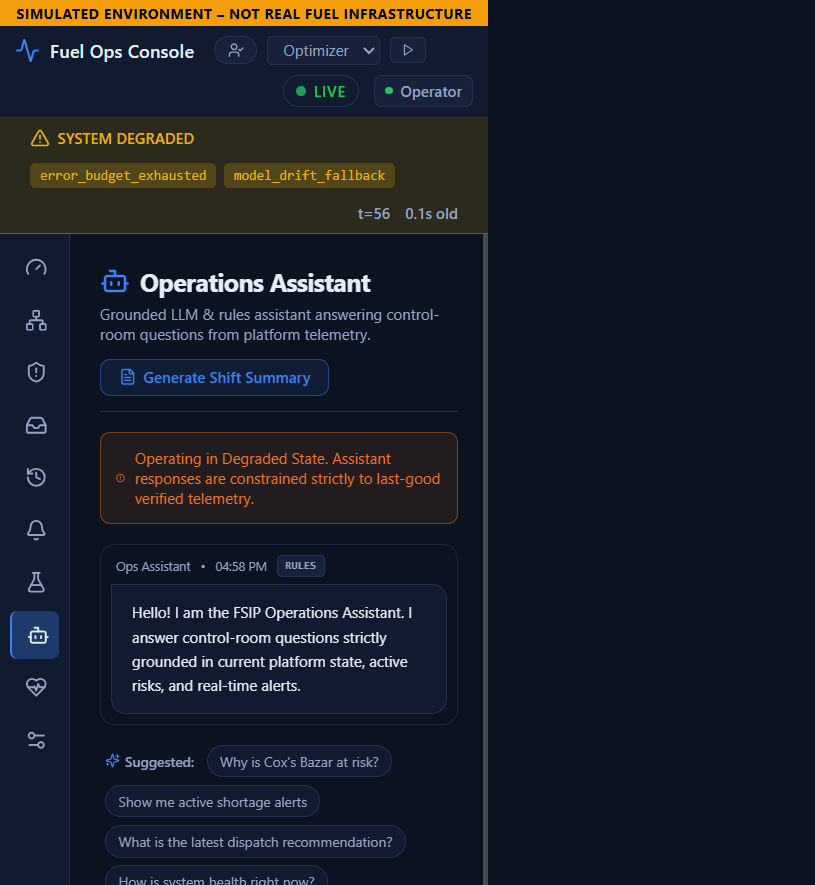 SIMULATED ENVIRONMENT – NOT REAL FUEL INFRASTRUCTURE
Fuel Ops Console
Optimizer
LIVE
Operator
SYSTEM DEGRADED
error_budget_exhausted
model_drift_fallback
t=56
0.1s old
Operations Assistant
Grounded LLM & rules assistant answering control-
room questions from platform telemetry.
Generate Shift Summary
Operating in Degraded State. Assistant
responses are constrained strictly to last-good
verified telemetry.
Ops Assistant • 04:58 PM RULES
Hello! I am the FSIP Operations Assistant. I
answer control-room questions strictly
grounded in current platform state, active
risks, and real-time alerts.
Suggested: Why is Cox's Bazar at risk?
Show me active shortage alerts
What is the latest dispatch recommendation?
How is system health right now?